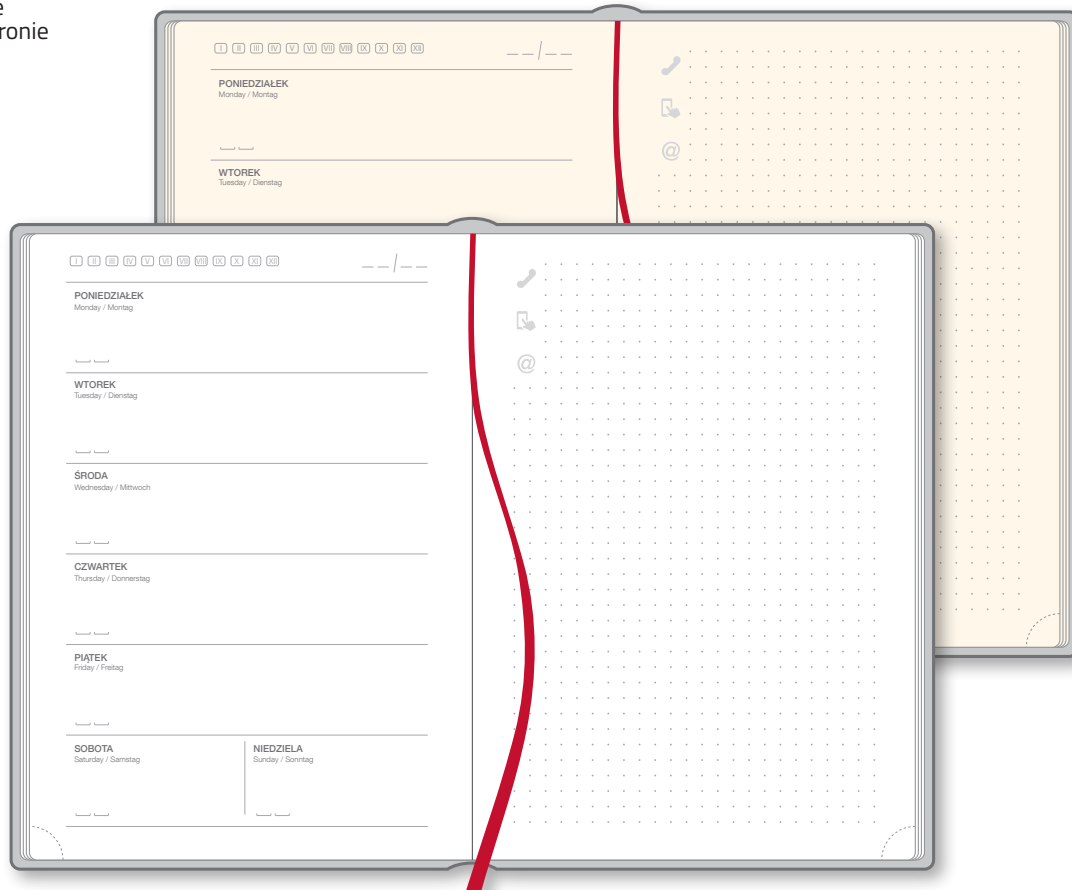 e
ronie
I II III IV V VI VII VIII IX X XI XII __/__
PONIEDZIAŁEK
Monday / Montag
WTOREK
Tuesday / Dienstag
@
I II III IV V VI VII VIII IX X XI XII __/__
PONIEDZIAŁEK
Monday / Montag
WTOREK
Tuesday / Dienstag
ŚRODA
Wednesday / Mittwoch
CZWARTEK
Thursday / Donnerstag
PIĄTEK
Friday / Freitag
SOBOTA
Saturday / Samstag
NIEDZIELA
Sunday / Sonntag
@